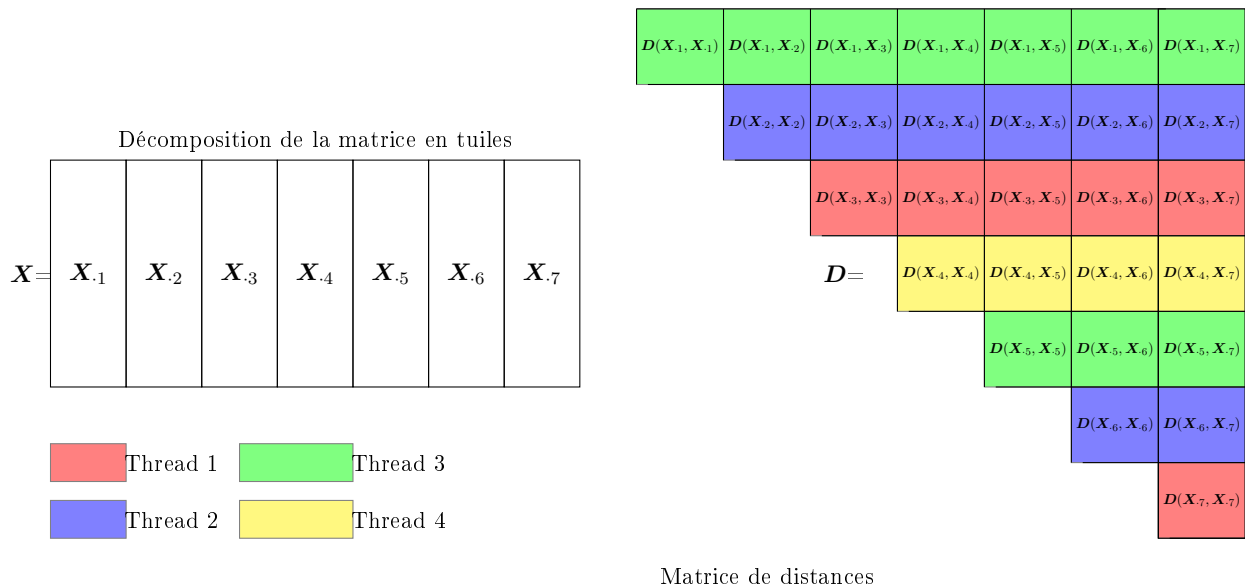 D(X·1, X·1) D(X·1, X·2) D(X·1, X·3) D(X·1, X·4) D(X·1, X·5) D(X·1, X·6) D(X·1, X·7)
D(X·2, X·2) D(X·2, X·3) D(X·2, X·4) D(X·2, X·5) D(X·2, X·6) D(X·2, X·7)
Décomposition de la matrice en tuiles
D(X·3, X·3) D(X·3, X·4) D(X·3, X·5) D(X·3, X·6) D(X·3, X·7)
X= X·1 X·2 X·3 X·4 X·5 X·6 X·7
D= D(X·4, X·4) D(X·4, X·5) D(X·4, X·6) D(X·4, X·7)
D(X·5, X·5) D(X·5, X·6) D(X·5, X·7)
D(X·6, X·6) D(X·6, X·7)
Thread 1 Thread 3
D(X·7, X·7)
Thread 2 Thread 4
Matrice de distances